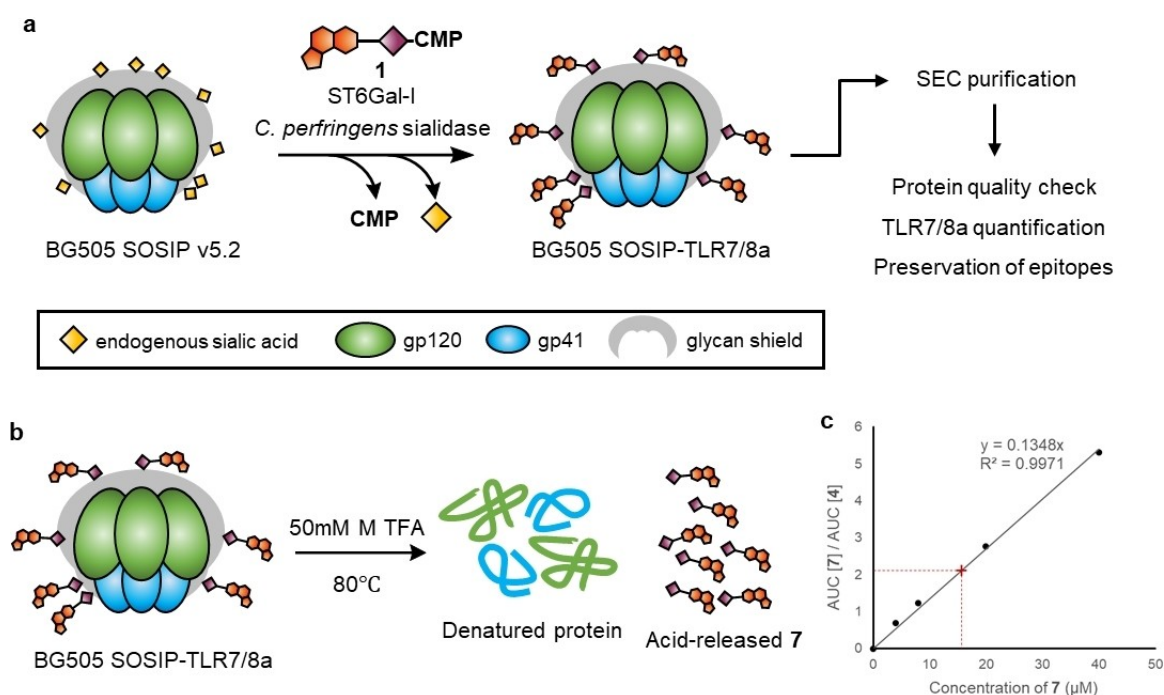 a
CMP
1
ST6Gal-I
C. perfringens sialidase
CMP
BG505 SOSIP v5.2
BG505 SOSIP-TLR7/8a
SEC purification
Protein quality check
TLR7/8a quantification
Preservation of epitopes
endogenous sialic acid
gp120
gp41
glycan shield
b
50mM M TFA
80℃
BG505 SOSIP-TLR7/8a
Denatured protein
Acid-released 7
c
y = 0.1348x
R² = 0.9971
AUC [7] / AUC [4]
6
5
4
3
2
1
0
0 10 20 30 40 50
Concentration of 7 (μM)